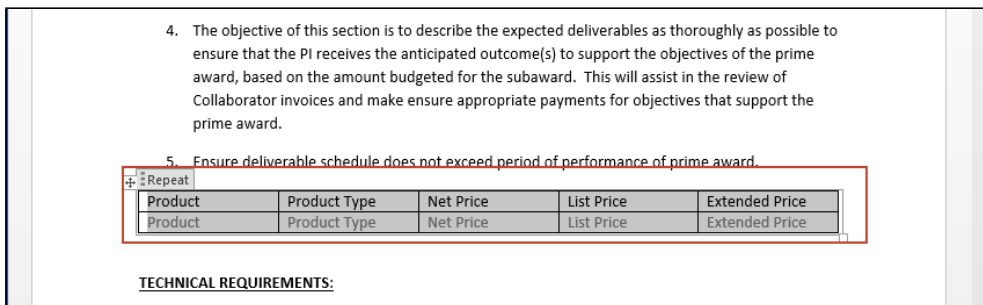 4. The objective of this section is to describe the expected deliverables as thoroughly as possible to
ensure that the PI receives the anticipated outcome(s) to support the objectives of the prime
award, based on the amount budgeted for the subaward.  This will assist in the review of
Collaborator invoices and make ensure appropriate payments for objectives that support the
prime award.
5. Ensure deliverable schedule does not exceed period of performance of prime award.
Repeat
Product Product Type Net Price List Price Extended Price
Product Product Type Net Price List Price Extended Price
TECHNICAL REQUIREMENTS: